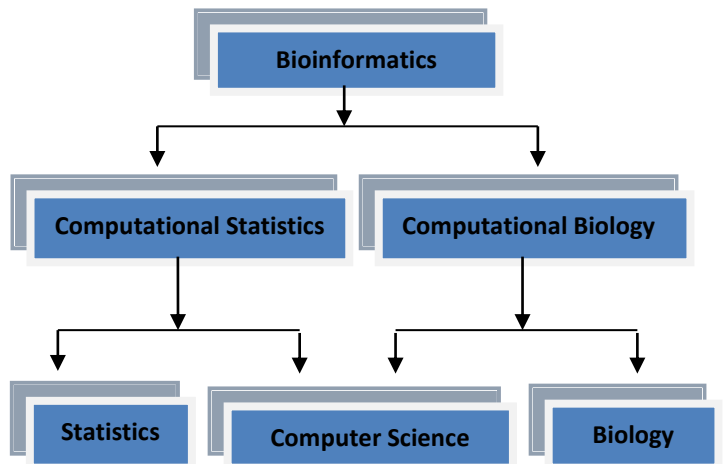 Bioinformatics
Computational Statistics
Computational Biology
Statistics
Computer Science
Biology